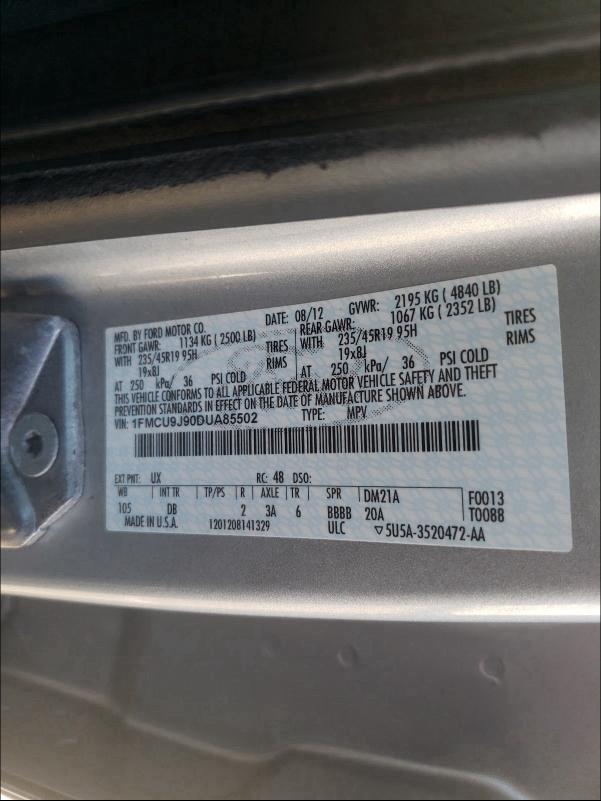 MFD. BY FORD MOTOR CO.
DATE: 08/12 GVWR: 2195 KG ( 4840 LB)
FRONT GAWR: 1134 KG ( 2500 LB) REAR GAWR: 1067 KG ( 2352 LB)
WITH 235/45R19 95H TIRES WITH 235/45R19 95H TIRES
19x8J RIMS 19x8J RIMS
AT 250 kPa/ 36 PSI COLD AT 250 kPa/ 36 PSI COLD
THIS VEHICLE CONFORMS TO ALL APPLICABLE FEDERAL MOTOR VEHICLE SAFETY AND THEFT
PREVENTION STANDARDS IN EFFECT ON THE DATE OF MANUFACTURE SHOWN ABOVE.
VIN: 1FMCU9J90DUA85502 TYPE: MPV
EXT PNT: UX RC: 48 DSO:
WB INT TR TP/PS R AXLE TR SPR DM21A F0013
105 DB 2 3A 6 BBBB 20A T0088
MADE IN U.S.A. 1201208141329 ULC ▽5U5A-3520472-AA